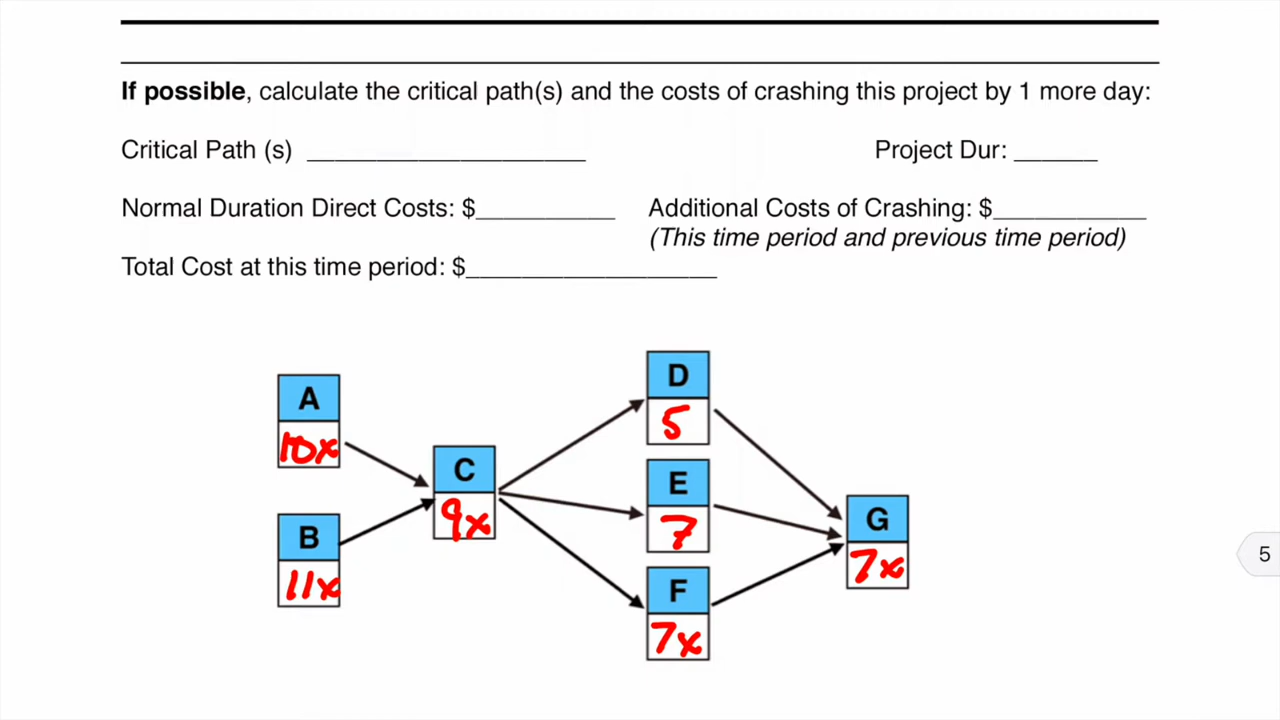 If possible, calculate the critical path(s) and the costs of crashing this project by 1 more day:
Critical Path (s) ____________________ Project Dur: ______
Normal Duration Direct Costs: $__________ Additional Costs of Crashing: $___________
(This time period and previous time period)
Total Cost at this time period: $__________________
D
A
5
10x
C
E
9x
G
B
7
7x
11x
F
7x
5